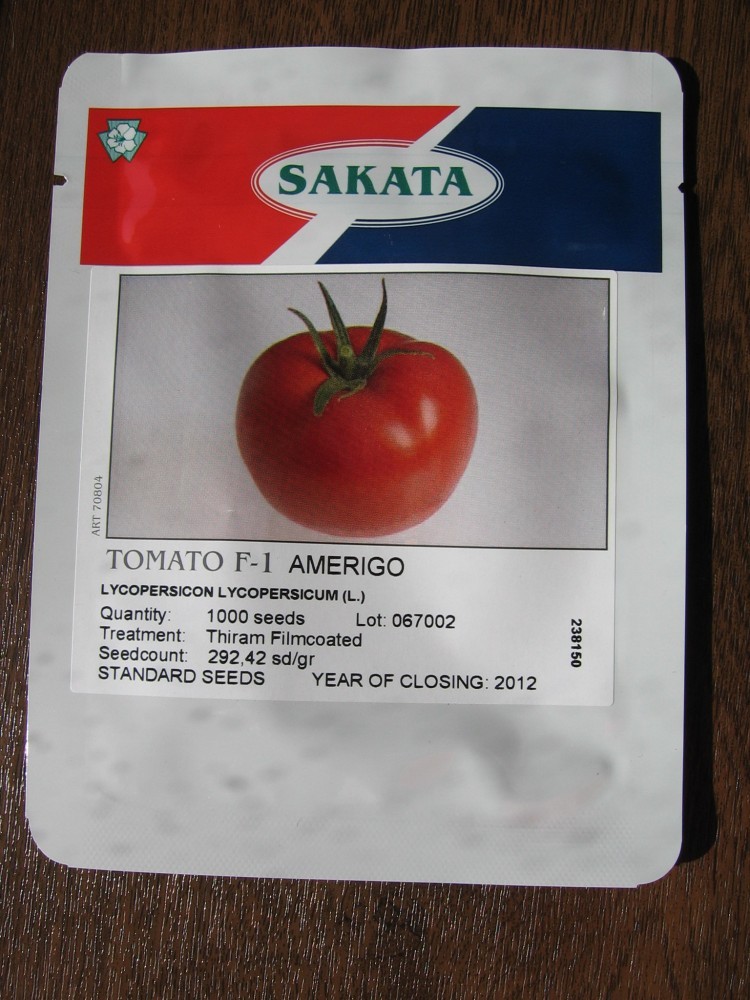 SAKATA
ART 70804
TOMATO F-1 AMERIGO
LYCOPERSICON LYCOPERSICUM (L.)
Quantity: 1000 seeds Lot: 067002
Treatment: Thiram Filmcoated
Seedcount: 292,42 sd/gr
STANDARD SEEDS YEAR OF CLOSING: 2012
238150